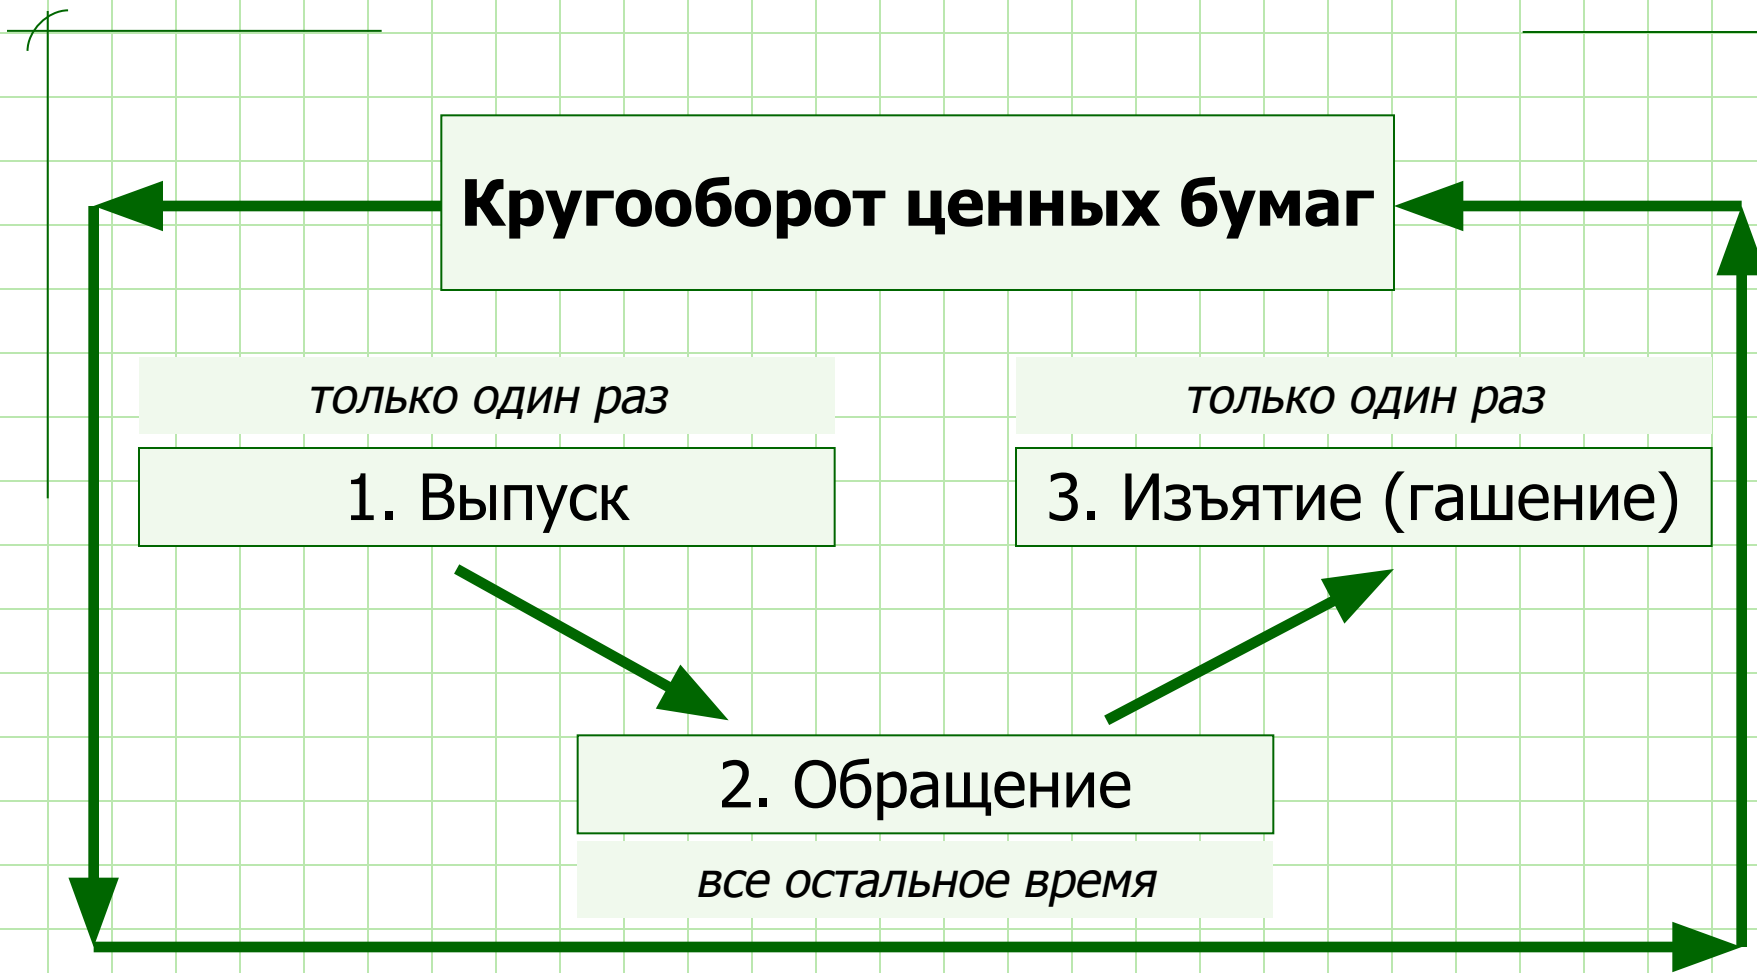 Кругооборот ценных бумаг
только один раз
только один раз
1. Выпуск
3. Изъятие (гашение)
2. Обращение
все остальное время